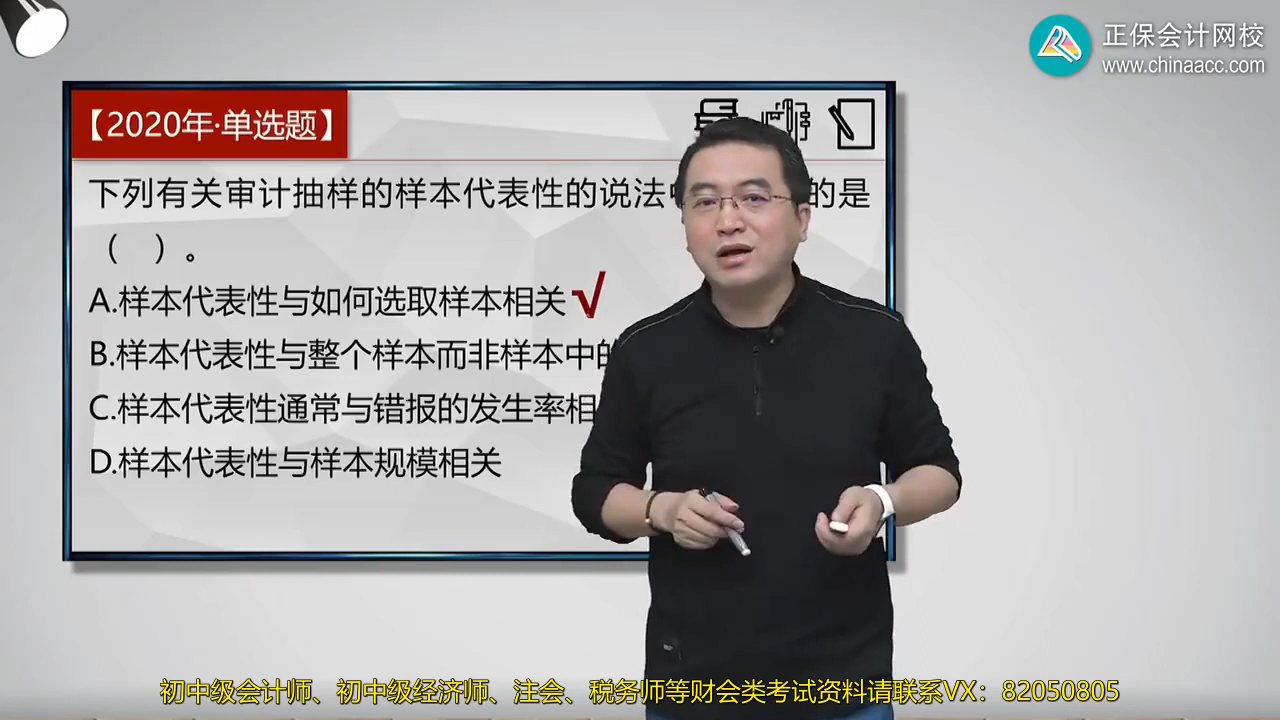 正保会计网校
www.chinaacc.com
【2020年·单选题】
下列有关审计抽样的样本代表性的说法 的是
（ ）。
A.样本代表性与如何选取样本相关√
B.样本代表性与整个样本而非样本中
C.样本代表性通常与错报的发生率相
D.样本代表性与样本规模相关
初中级会计师、初中级经济师、注会、税务师等财会类考试资料请联系VX：82050805